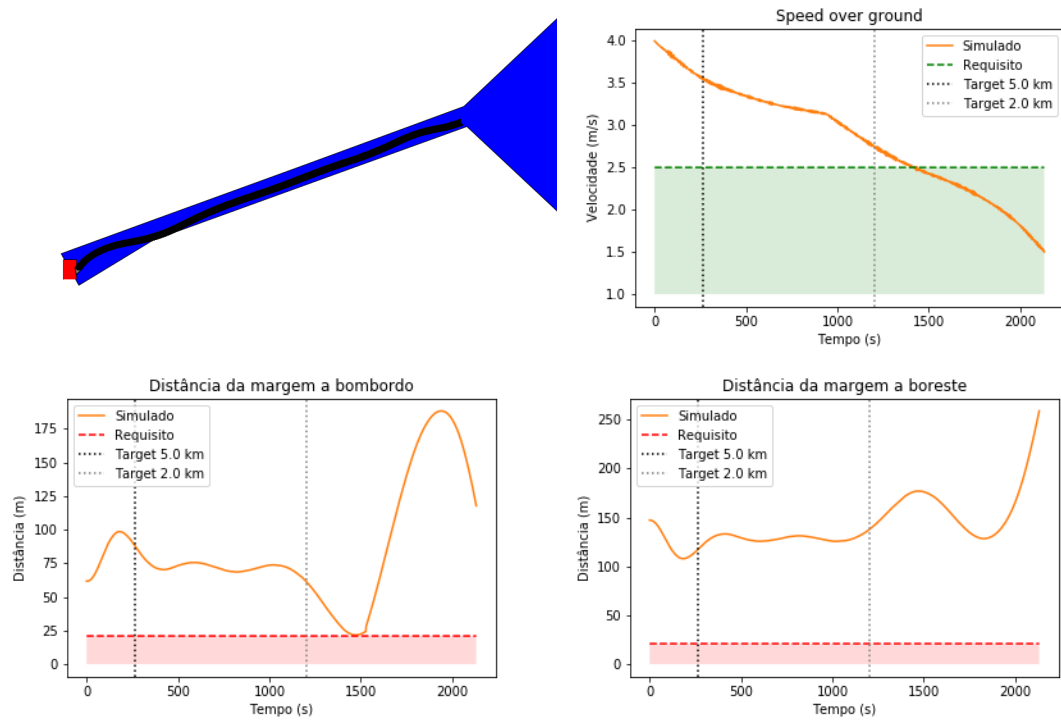 Speed over ground
Velocidade (m/s)
4.0
3.5
3.0
2.5
2.0
1.5
1.0
Simulado
Requisito
Target 5.0 km
Target 2.0 km
0 500 1000 1500 2000
Tempo (s)
Distância da margem a bombordo
Distância (m)
175
150
125
100
75
50
25
0
Simulado
Requisito
Target 5.0 km
Target 2.0 km
0 500 1000 1500 2000
Tempo (s)
Distância da margem a boreste
Distância (m)
250
200
150
100
50
0
Simulado
Requisito
Target 5.0 km
Target 2.0 km
0 500 1000 1500 2000
Tempo (s)